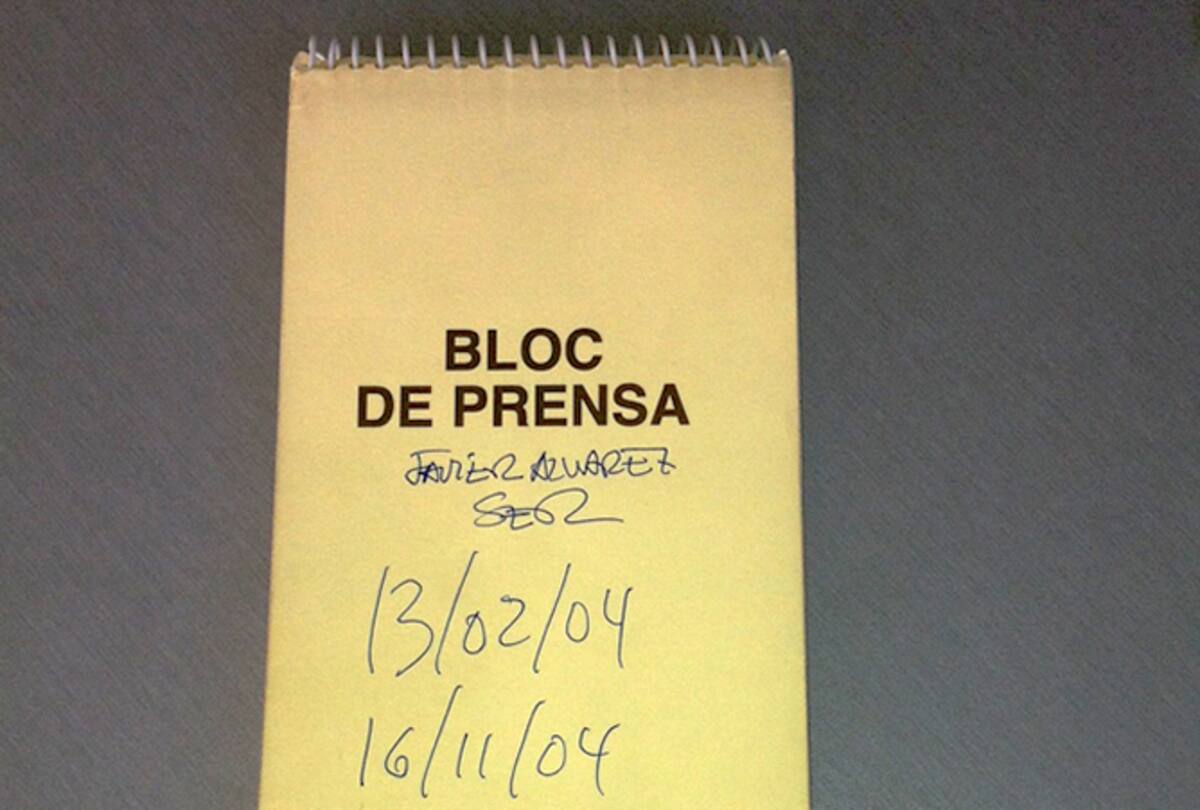 BLOC
DE PRENSA
JAVIER ALVAREZ
SER
13/02/04
16/11/04